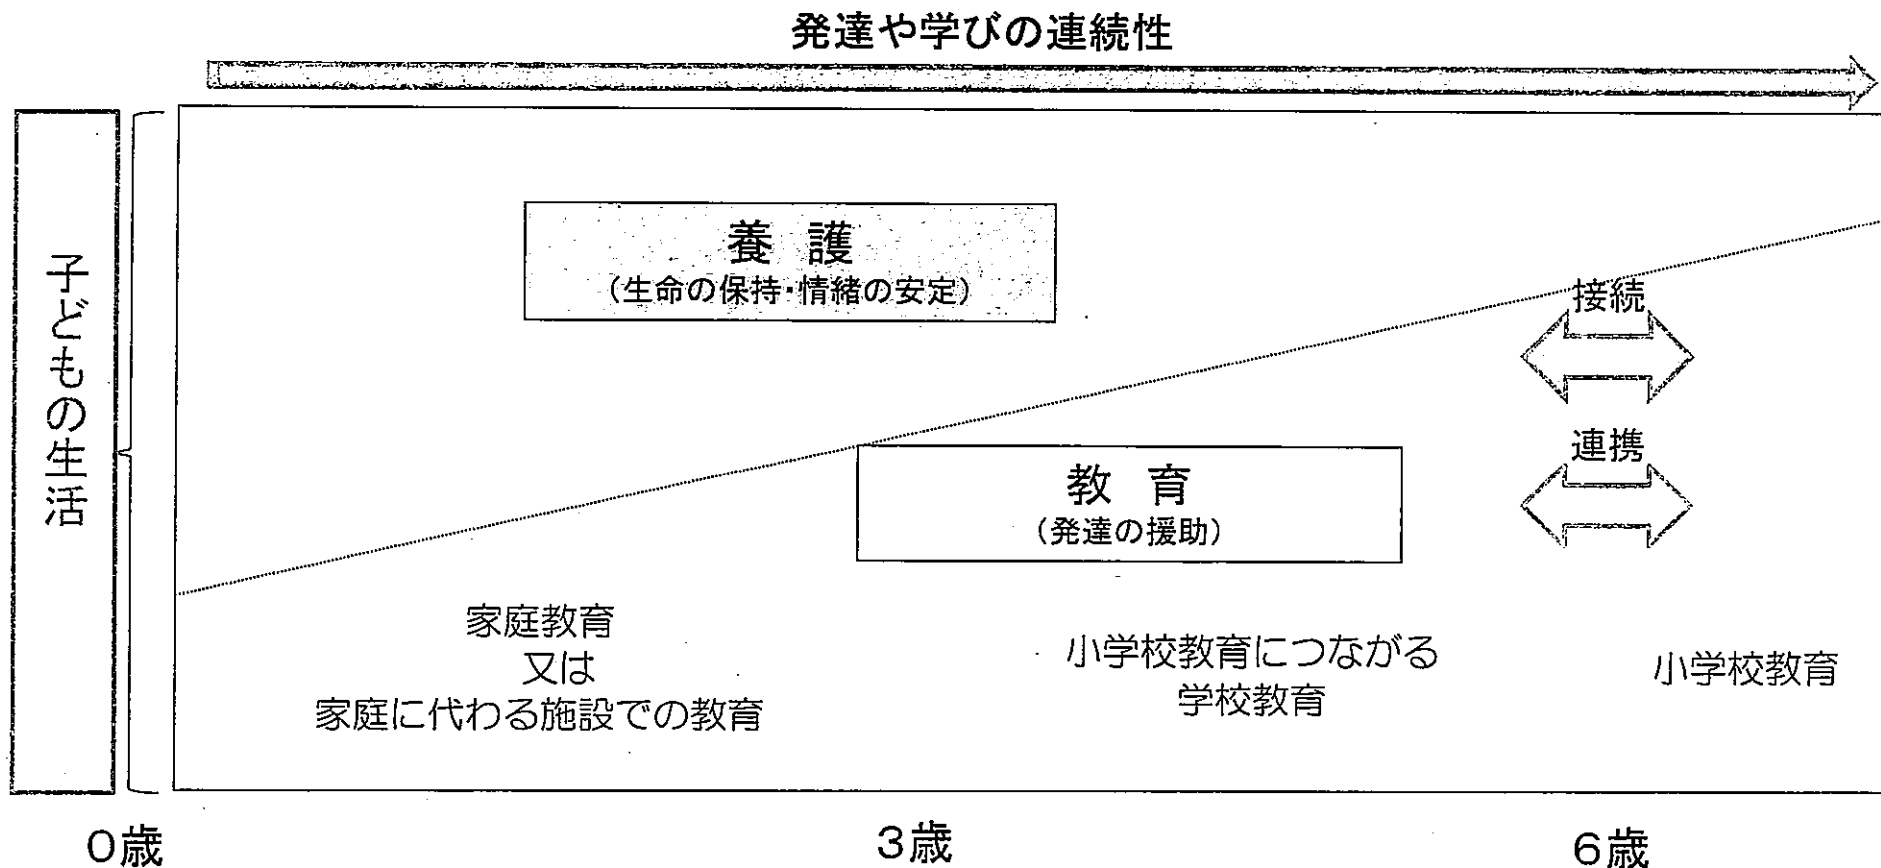 発達や学びの連続性
子どもの生活
養 護
（生命の保持・情緒の安定）
接続
連携
教 育
（発達の援助）
家庭教育
又は
家庭に代わる施設での教育
小学校教育につながる
学校教育
小学校教育
０歳
３歳
６歳